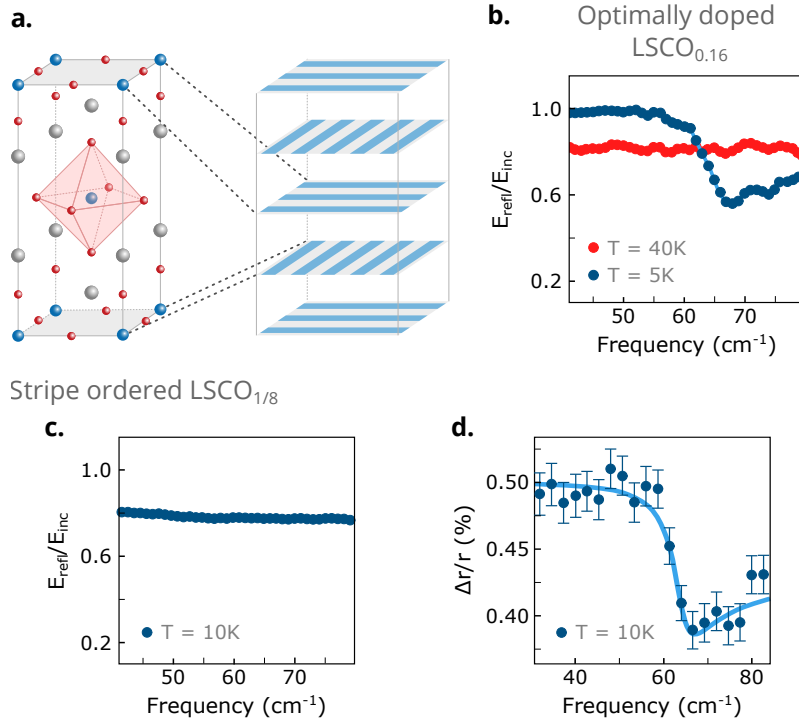 a.
b.
Optimally doped
LSCO0.16
1.0
0.6
0.2
Erefl/Einc
T = 40K
T = 5K
50
60
70
Frequency (cm-1)
Stripe ordered LSCO1/8
c.
1.0
0.6
0.2
Erefl/Einc
T = 10K
50
60
70
Frequency (cm-1)
d.
0.50
0.45
0.40
Δr/r (%)
T = 10K
40
60
80
Frequency (cm-1)